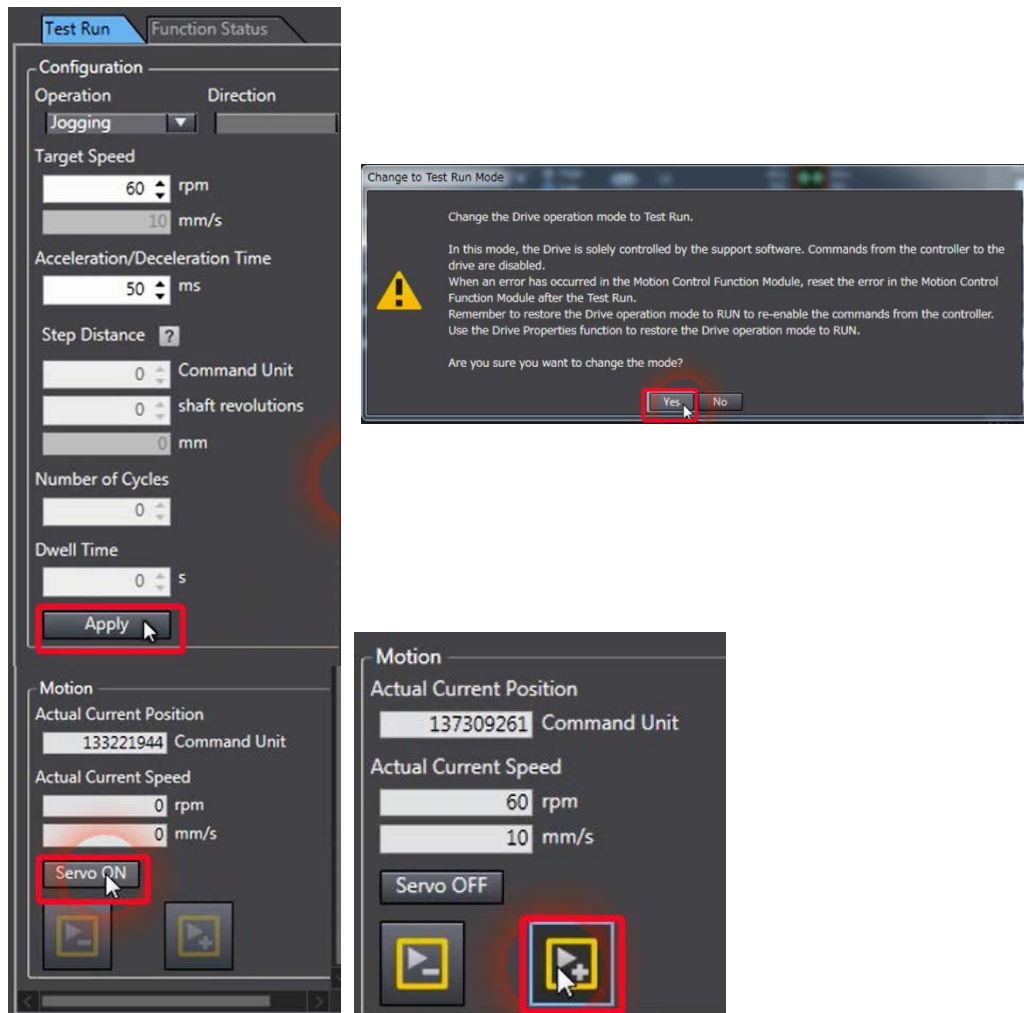 Test Run Function Status
Configuration
Operation Direction
Jogging
Target Speed
60 rpm
10 mm/s
Acceleration/Deceleration Time
50 ms
Step Distance ?
0 Command Unit
0 shaft revolutions
0 mm
Number of Cycles
0
Dwell Time
0 s
Apply
Motion
Actual Current Position
133221944 Command Unit
Actual Current Speed
0 rpm
0 mm/s
Servo ON
Change to Test Run Mode
Change the Drive operation mode to Test Run.
In this mode, the Drive is solely controlled by the support software. Commands from the controller to the
drive are disabled.
When an error has occurred in the Motion Control Function Module, reset the error in the Motion Control
Function Module after the Test Run.
Remember to restore the Drive operation mode to RUN to re-enable the commands from the controller.
Use the Drive Properties function to restore the Drive operation mode to RUN.
Are you sure you want to change the mode?
Yes No
Motion
Actual Current Position
137309261 Command Unit
Actual Current Speed
60 rpm
10 mm/s
Servo OFF